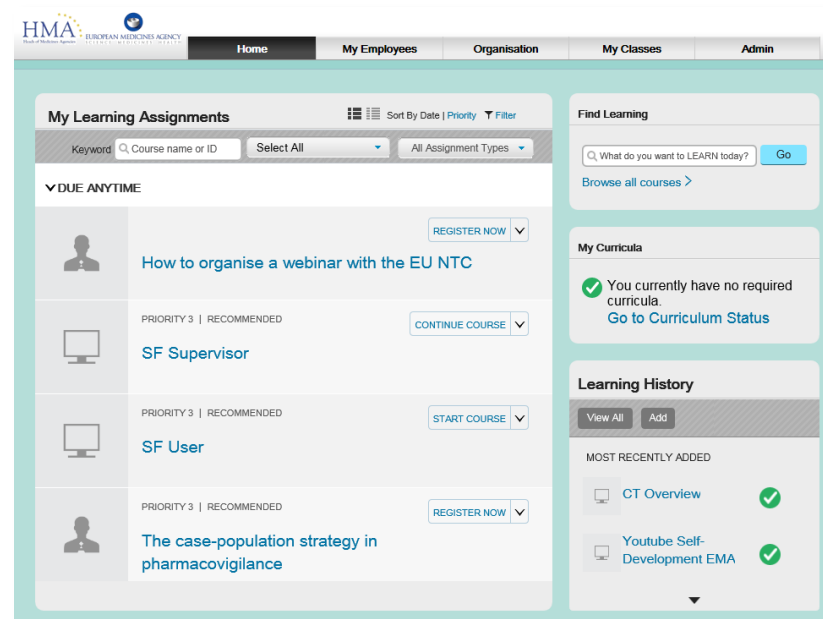 HMA
Heads of Medicines Agencies
EUROPEAN MEDICINES AGENCY
SCIENCE MEDICINES HEALTH
Home
My Employees
Organisation
My Classes
Admin
My Learning Assignments
Sort By Date | Priority Filter
Keyword
Course name or ID
Select All
All Assignment Types
DUE ANYTIME
REGISTER NOW
How to organise a webinar with the EU NTC
PRIORITY 3 | RECOMMENDED
CONTINUE COURSE
SF Supervisor
PRIORITY 3 | RECOMMENDED
START COURSE
SF User
PRIORITY 3 | RECOMMENDED
REGISTER NOW
The case-population strategy in
pharmacovigilance
Find Learning
What do you want to LEARN today?
Go
Browse all courses >
My Curricula
You currently have no required
curricula.
Go to Curriculum Status
Learning History
View All
Add
MOST RECENTLY ADDED
CT Overview
Youtube Self-
Development EMA